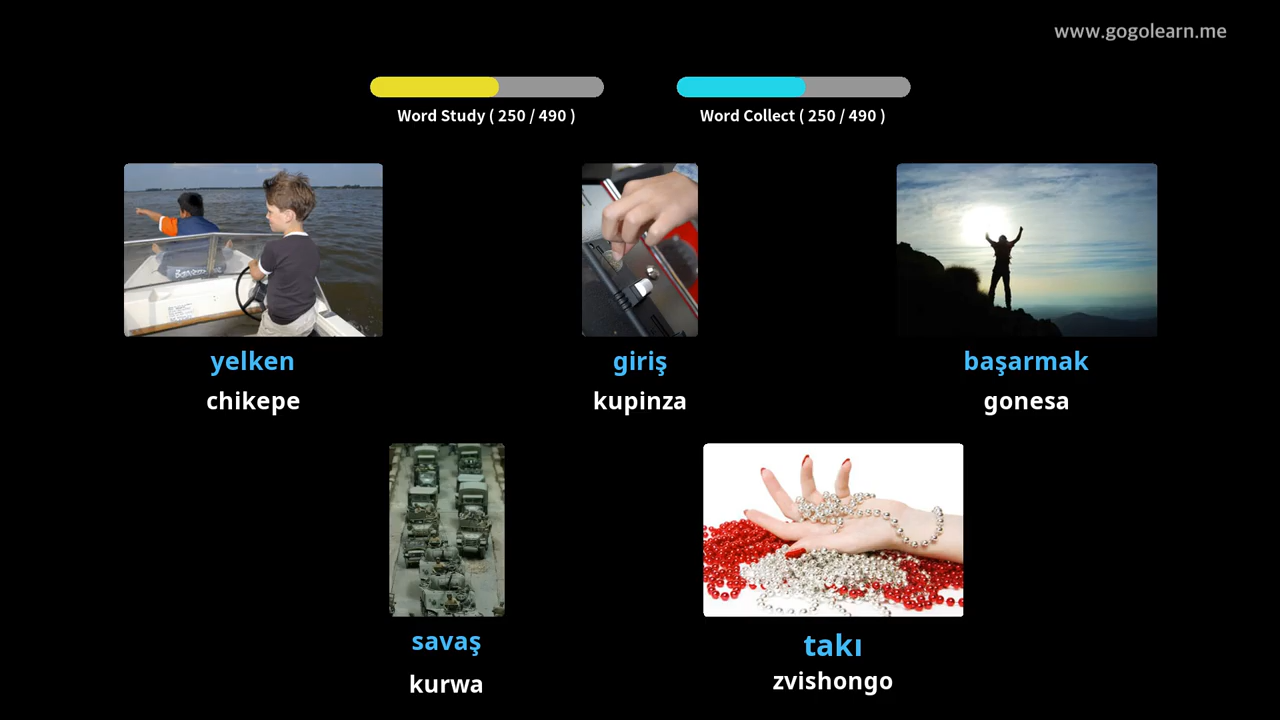 www.gogolearn.me
Word Study ( 250 / 490 )
Word Collect ( 250 / 490 )
yelken
chikepe
giriş
kupinza
başarmak
gonesa
savaş
kurwa
takı
zvishongo